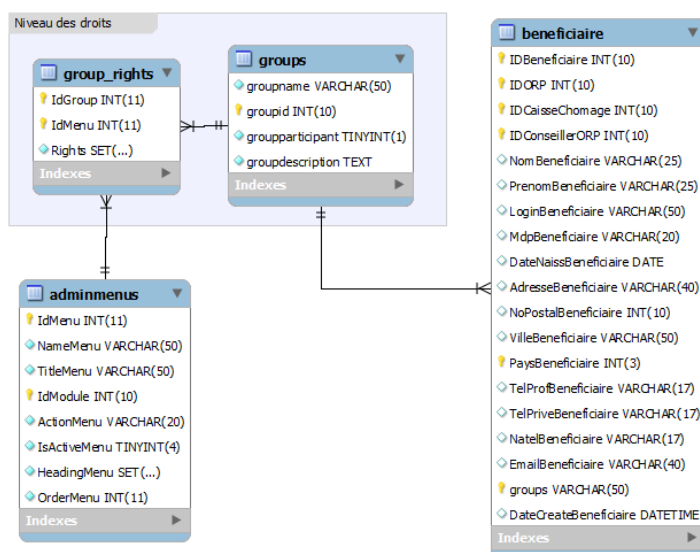 Niveau des droits
group_rights
IdGroup INT(11)
IdMenu INT(11)
Rights SET(...)
Indexes
groups
groupname VARCHAR(50)
groupid INT(10)
groupparticipant TINYINT(1)
groupdescription TEXT
Indexes
adminmenus
IdMenu INT(11)
NameMenu VARCHAR(50)
TitleMenu VARCHAR(50)
IdModule INT(10)
ActionMenu VARCHAR(20)
IsActiveMenu TINYINT(4)
HeadingMenu SET(...)
OrderMenu INT(11)
Indexes
beneficiaire
IDBeneficiaire INT(10)
IDORP INT(10)
IDCaisseChomage INT(10)
IDConseillerORP INT(10)
NomBeneficiaire VARCHAR(25)
PrenomBeneficiaire VARCHAR(25)
LoginBeneficiaire VARCHAR(50)
MdpBeneficiaire VARCHAR(20)
DateNaissBeneficiaire DATE
AdresseBeneficiaire VARCHAR(40)
NoPostalBeneficiaire INT(10)
VilleBeneficiaire VARCHAR(50)
PaysBeneficiaire INT(3)
TelProfBeneficiaire VARCHAR(17)
TelPriveBeneficiaire VARCHAR(17)
NatelBeneficiaire VARCHAR(17)
EmailBeneficiaire VARCHAR(40)
groups VARCHAR(50)
DateCreateBeneficiaire DATETIME
Indexes